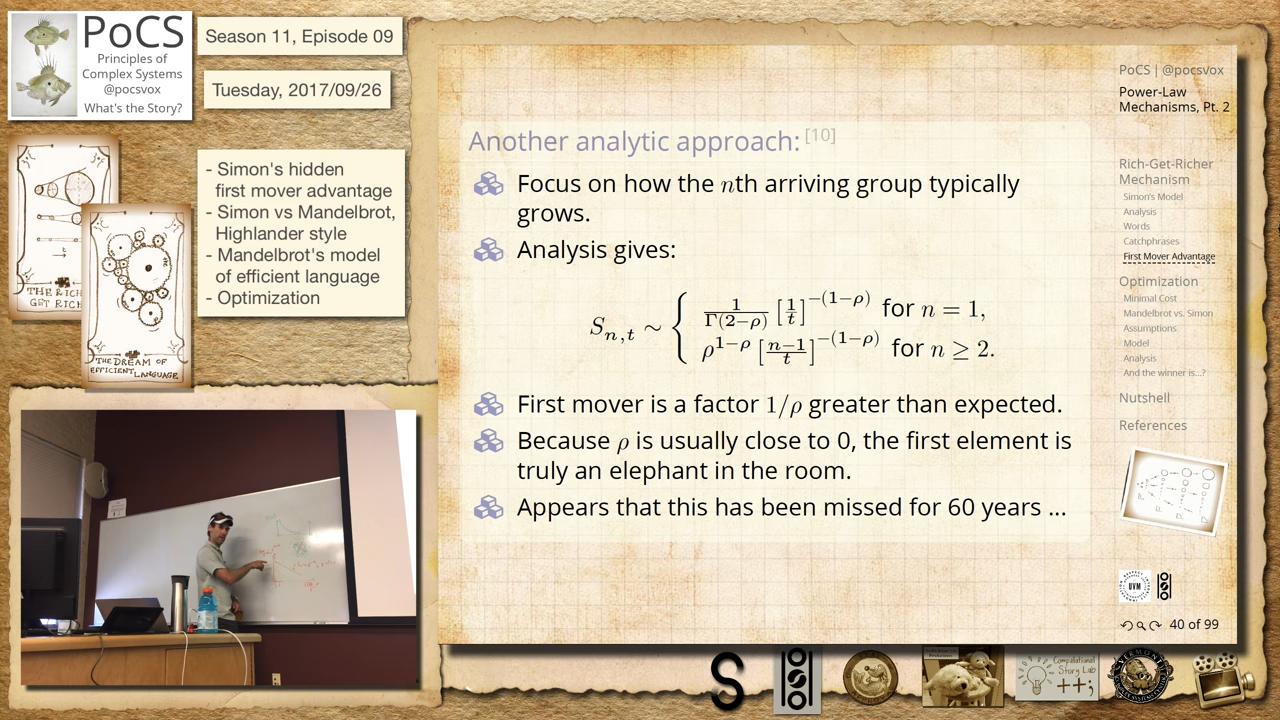 PoCS
Principles of
Complex Systems
@pocsvox
What's the Story?
Season 11, Episode 09
Tuesday, 2017/09/26
THE RICH
GET RICH
THE DREAM OF
EFFICIENT LANGUAGE
- Simon's hidden
first mover advantage
- Simon vs Mandelbrot,
Highlander style
- Mandelbrot's model
of efficient language
- Optimization
Another analytic approach: [10]
Focus on how the nth arriving group typically
grows.
Analysis gives:
S_{n,t} ∼ { 1/Γ(2−ρ) [1/t]^{−(1−ρ)} for n = 1,
ρ^{1−ρ} [(n−1)/t]^{−(1−ρ)} for n ≥ 2.
First mover is a factor 1/ρ greater than expected.
Because ρ is usually close to 0, the first element is
truly an elephant in the room.
Appears that this has been missed for 60 years ...
PoCS | @pocsvox
Power-Law
Mechanisms, Pt. 2
Rich-Get-Richer
Mechanism
Simon's Model
Analysis
Words
Catchphrases
First Mover Advantage
Optimization
Minimal Cost
Mandelbrot vs. Simon
Assumptions
Model
Analysis
And the winner is...?
Nutshell
References
UVM
40 of 99
S
Computational
Story Lab
++;
VERMONT